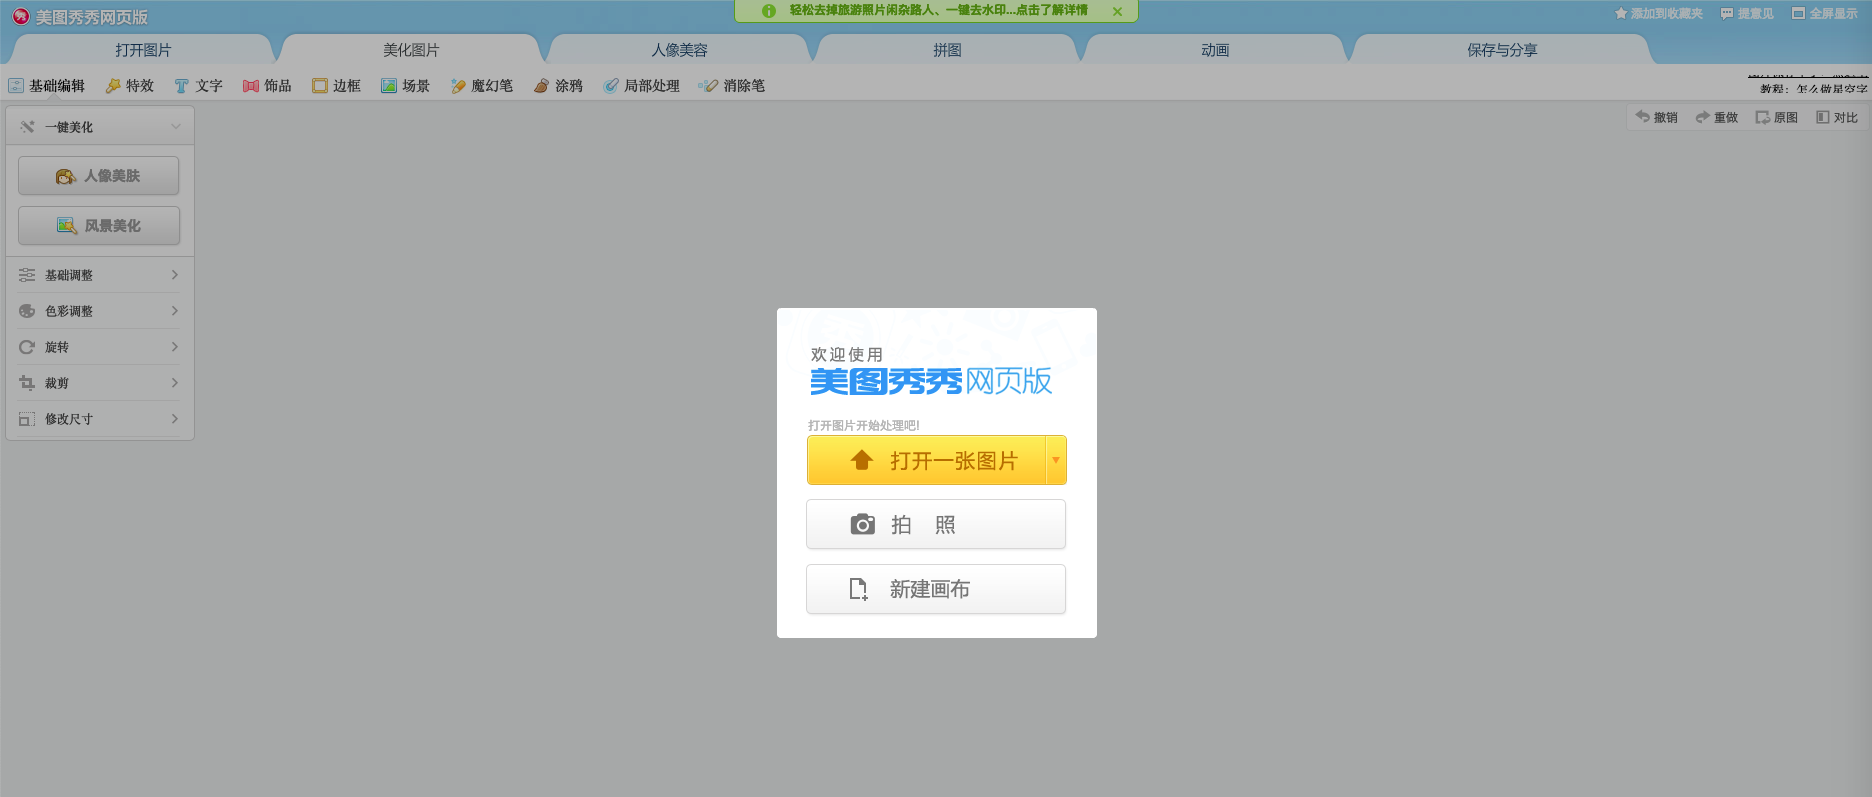 美图秀秀网页版
轻松去掉旅游照片闲杂路人、一键去水印...点击了解详情
添加到收藏夹 提意见 全屏显示
打开图片 美化图片 人像美容 拼图 动画 保存与分享
基础编辑 特效 文字 饰品 边框 场景 魔幻笔 涂鸦 局部处理 消除笔
教程：怎么做星空字
撤销 重做 原图 对比
一键美化
人像美肤
风景美化
基础调整
色彩调整
旋转
裁剪
修改尺寸
欢迎使用
美图秀秀网页版
打开图片开始处理吧!
打开一张图片
拍 照
新建画布